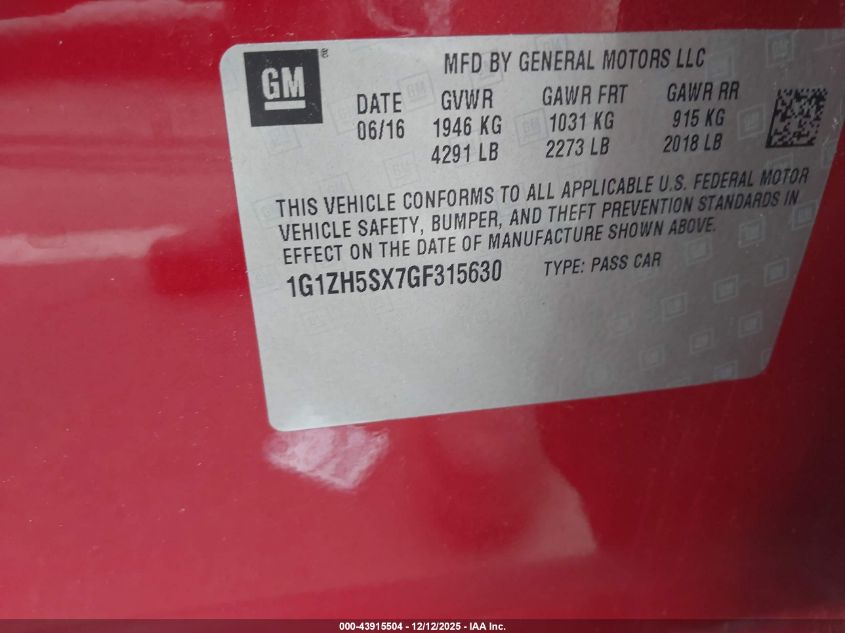 GM
®
MFD BY GENERAL MOTORS LLC
DATE GVWR GAWR FRT GAWR RR
06/16 1946 KG 1031 KG 915 KG
4291 LB 2273 LB 2018 LB
THIS VEHICLE CONFORMS TO ALL APPLICABLE U.S. FEDERAL MOTOR
VEHICLE SAFETY, BUMPER, AND THEFT PREVENTION STANDARDS IN
EFFECT ON THE DATE OF MANUFACTURE SHOWN ABOVE.
1G1ZH5SX7GF315630 TYPE: PASS CAR
000-43915504 - 12/12/2025 - IAA Inc.